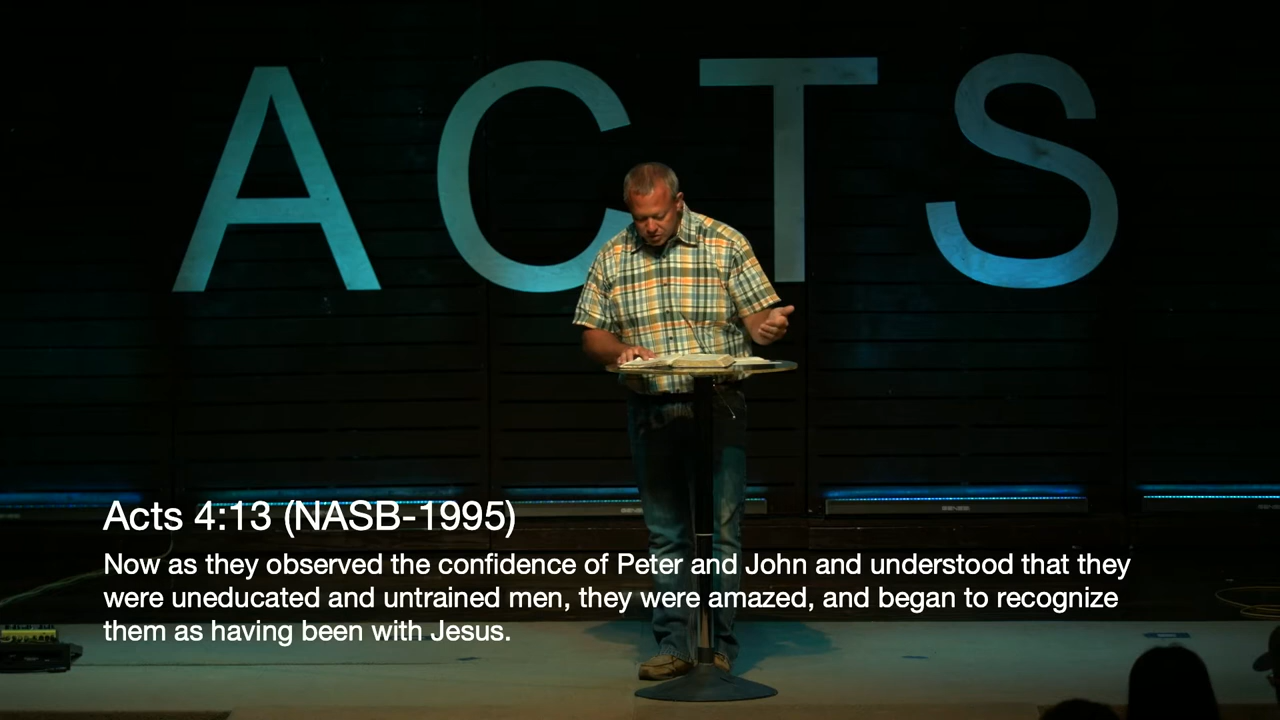 ACTS
Acts 4:13 (NASB-1995)
Now as they observed the confidence of Peter and John and understood that they
were uneducated and untrained men, they were amazed, and began to recognize
them as having been with Jesus.